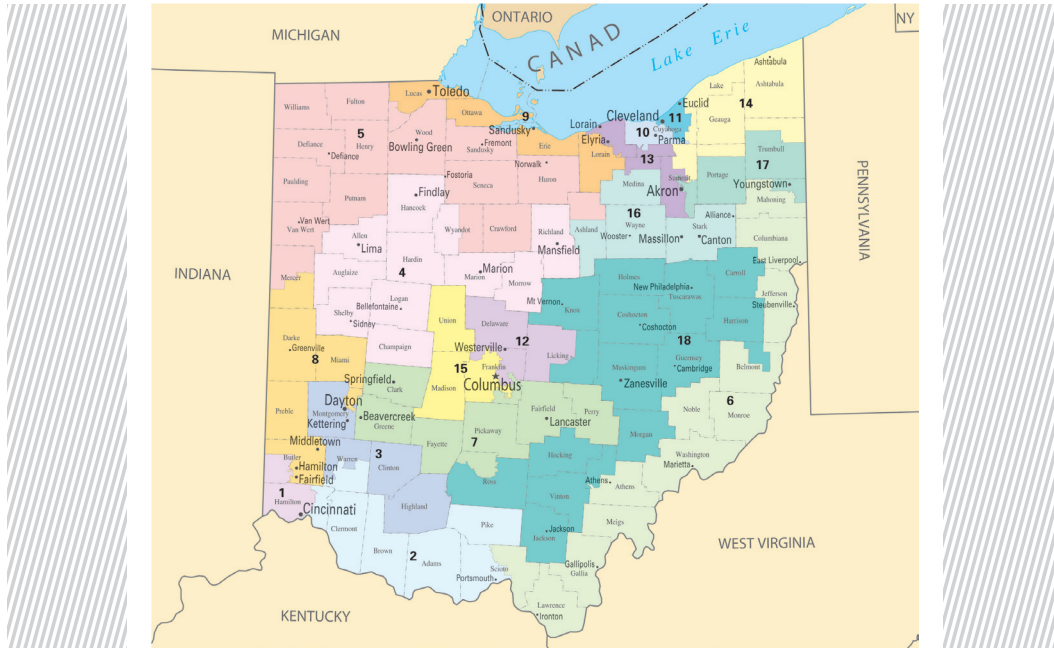 ONTARIO
NY
MICHIGAN
CANAD
Lake Erie
Ashtabula
Lake
Ashtabula
Lucas
Toledo
Euclid
Williams
Fulton
Ottawa
9
Cleveland
11
14
Lorain
10
Cuyahoga
Geauga
5
Wood
Sandusky
Elyria
Parma
Defiance
Henry
Bowling Green
Fremont
Sandusky
Erie
Lorain
13
Trumbull
Defiance
Norwalk
17
Medina
Summit
Portage
Paulding
Fostoria
Huron
Akron
Youngstown
Putnam
Findlay
Seneca
Mahoning
Hancock
16
Alliance
Van Wert
Van Wert
Allen
Wyandot
Crawford
Richland
Ashland
Wayne
Stark
Lima
Mansfield
Wooster
Massillon
Canton
Columbiana
PENNSYLVANIA
Hardin
East Liverpool
INDIANA
Auglaize
4
Marion
Marion
Holmes
Carroll
Mercer
Morrow
New Philadelphia
Jefferson
Logan
Mt Vernon
Tuscarawas
Steubenville
Bellefontaine
Knox
Shelby
Sidney
Union
Delaware
Coshocton
Harrison
Coshocton
Darke
Champaign
12
18
Greenville
Westerville
Licking
Guernsey
Miami
Cambridge
8
Franklin
Muskingum
Belmont
15
Springfield
Clark
Columbus
Zanesville
Madison
6
Preble
Dayton
Noble
Montgomery
Beavercreek
Fairfield
Perry
Monroe
Kettering
Greene
Lancaster
Pickaway
Fayette
Morgan
Middletown
7
Washington
Butler
Warren
3
Hocking
Clinton
Marietta
Hamilton
Fairfield
Ross
Athens
Athens
1
Vinton
Hamilton
Highland
Cincinnati
Meigs
Pike
Clermont
Jackson
Jackson
WEST VIRGINIA
Brown
2
Adams
Gallipolis
Scioto
Gallia
Portsmouth
Lawrence
Ironton
KENTUCKY